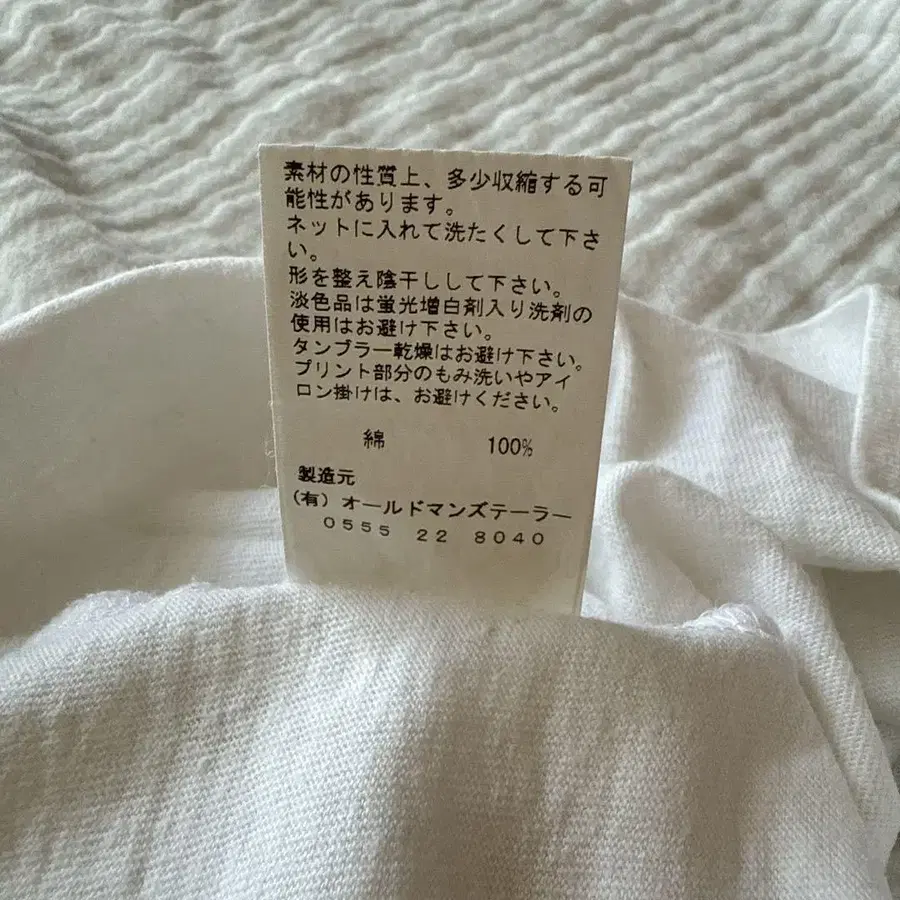 素材の性質上、多少収縮する可
能性があります。
ネットに入れて洗たくして下さ
い。
形を整え陰干しして下さい。
淡色品は蛍光増白剤入り洗剤の
使用はお避け下さい。
タンブラー乾燥はお避け下さい。
プリント部分のもみ洗いやアイ
ロン掛けは、お避けください。
綿 100%
製造元
(有) オールドマンズテーラー
0555 22 8040